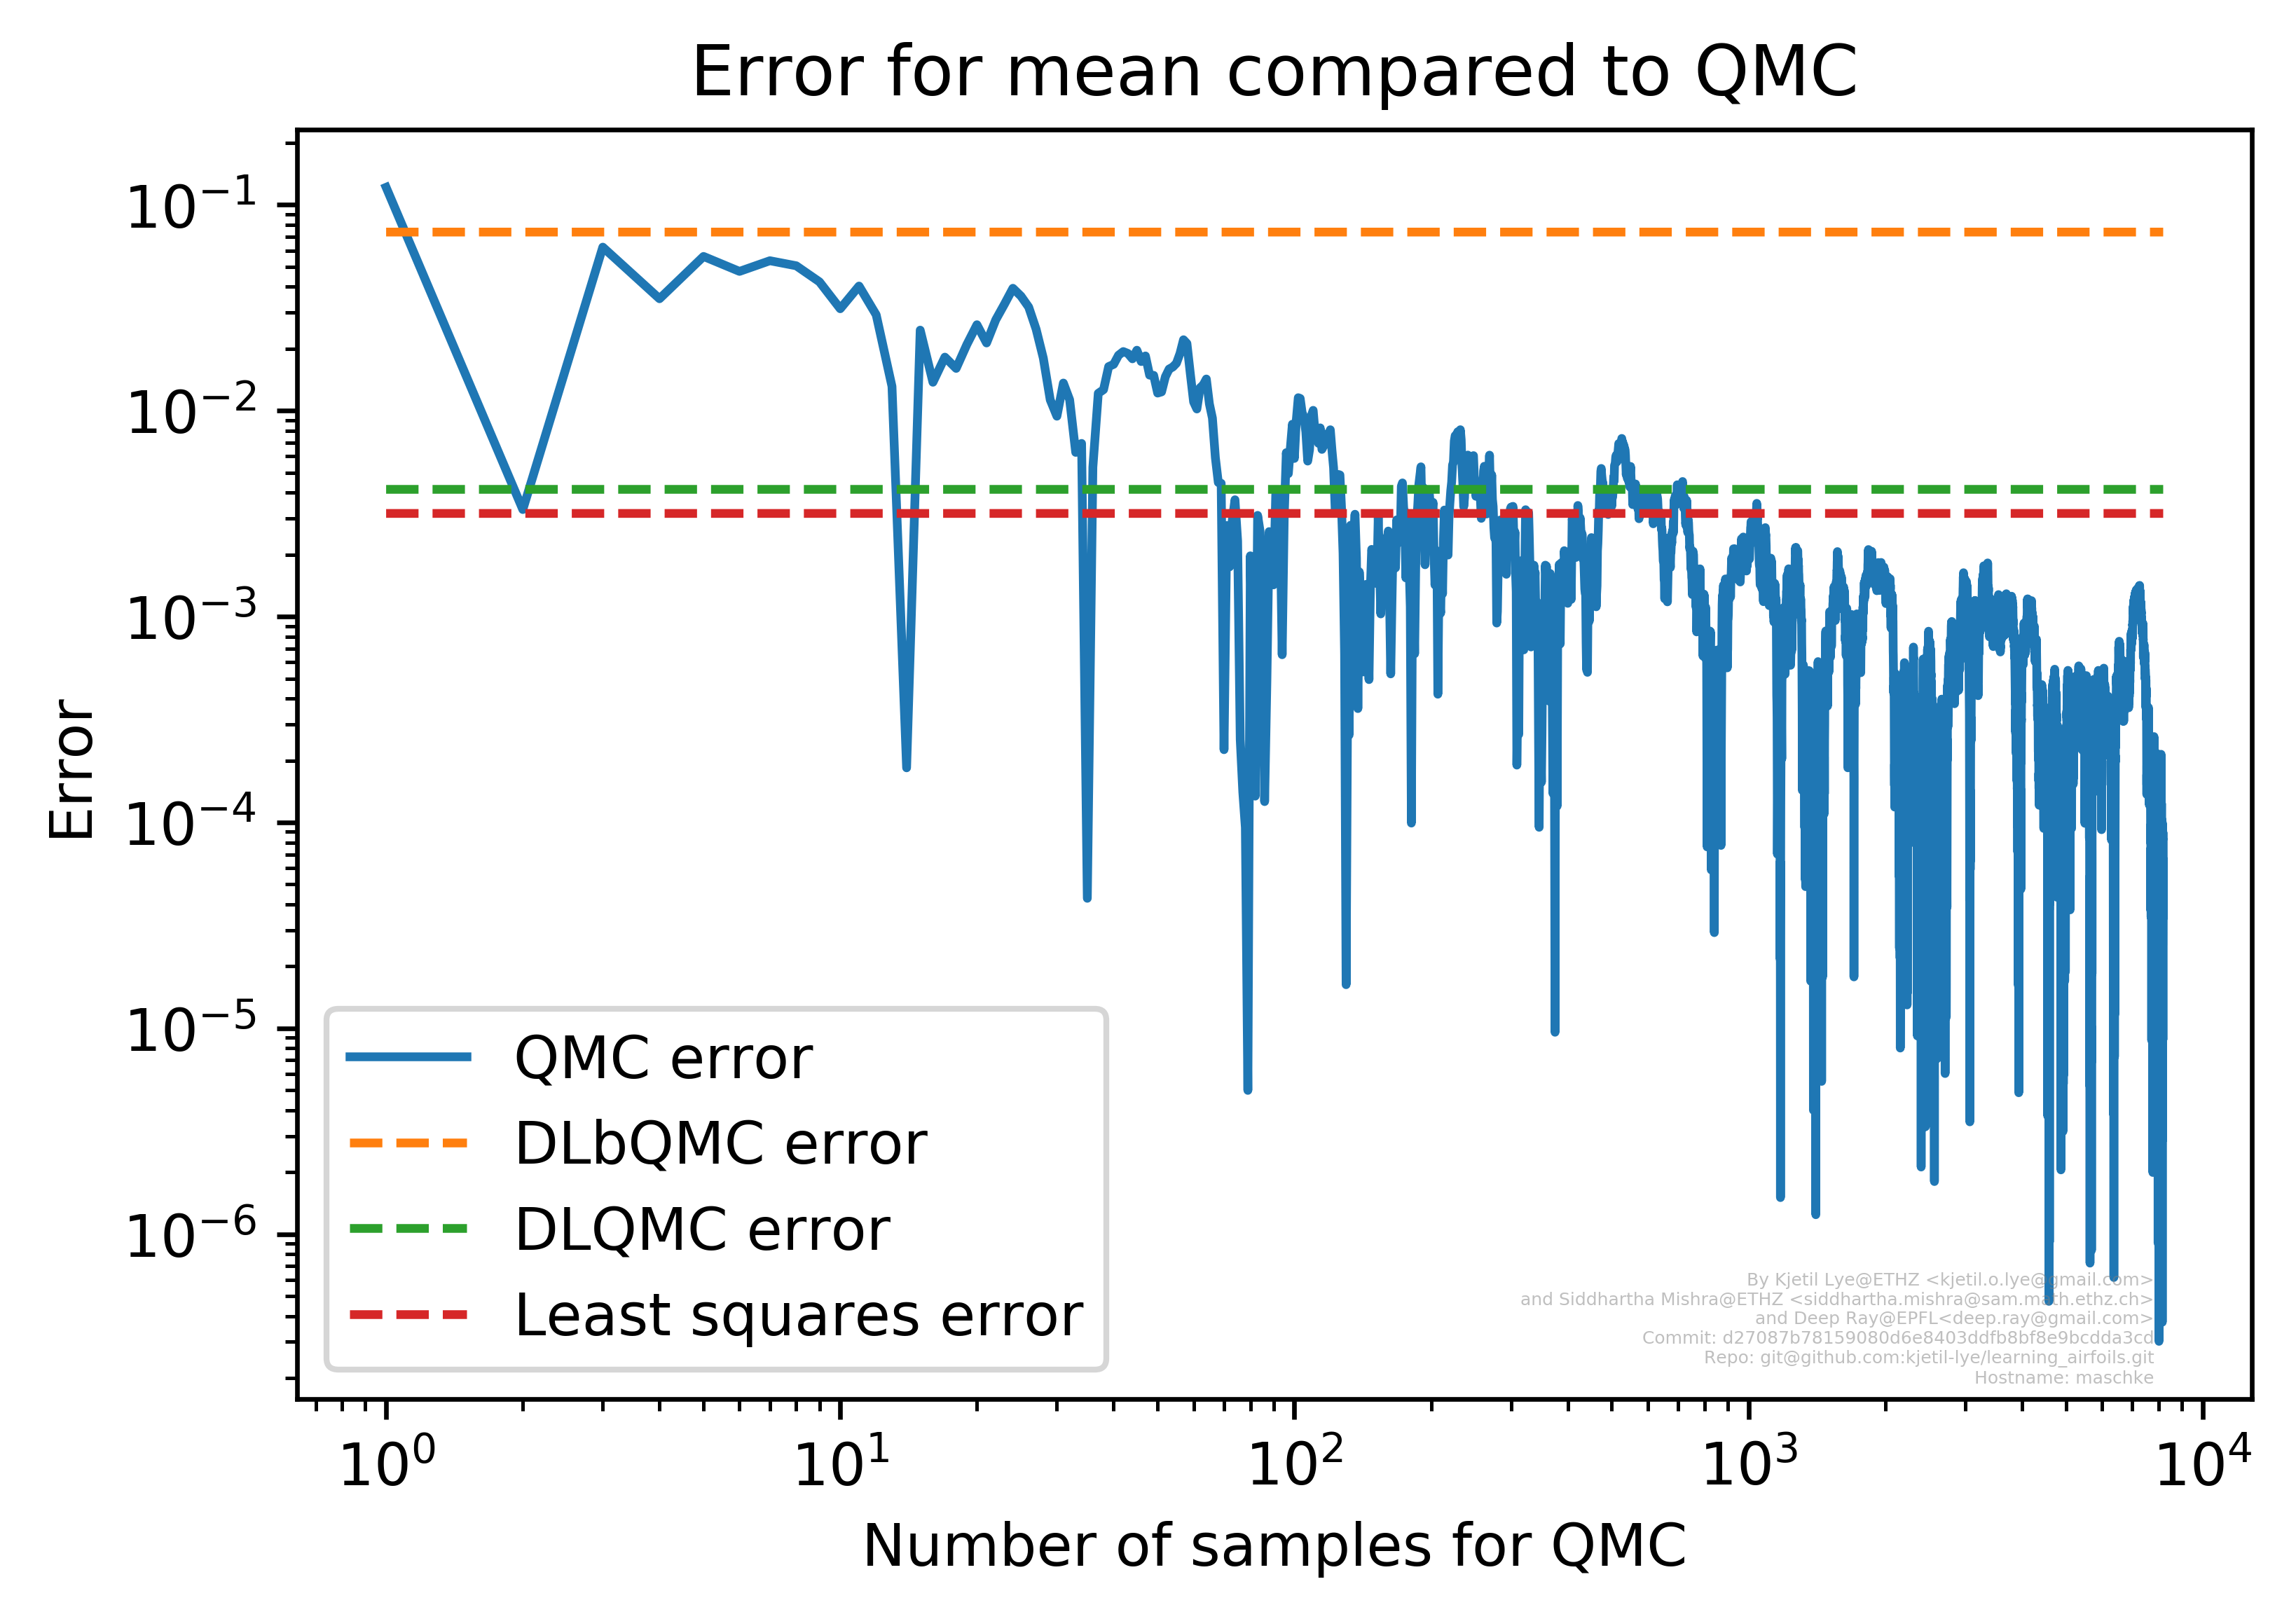 Error for mean compared to QMC
10⁻¹
10⁻²
10⁻³
10⁻⁴
10⁻⁵
10⁻⁶
Error
QMC error
DLbQMC error
DLQMC error
Least squares error
By Kjetil Lye@ETHZ <kjetil.o.lye@gmail.com>
and Siddhartha Mishra@ETHZ <siddhartha.mishra@sam.math.ethz.ch>
and Deep Ray@EPFL<deep.ray@gmail.com>
Commit: d27087b78159080d6e8403ddfb8bf8e9bcdda3cd
Repo: git@github.com:kjetil-lye/learning_airfoils.git
Hostname: maschke
10⁰ 10¹ 10² 10³ 10⁴
Number of samples for QMC